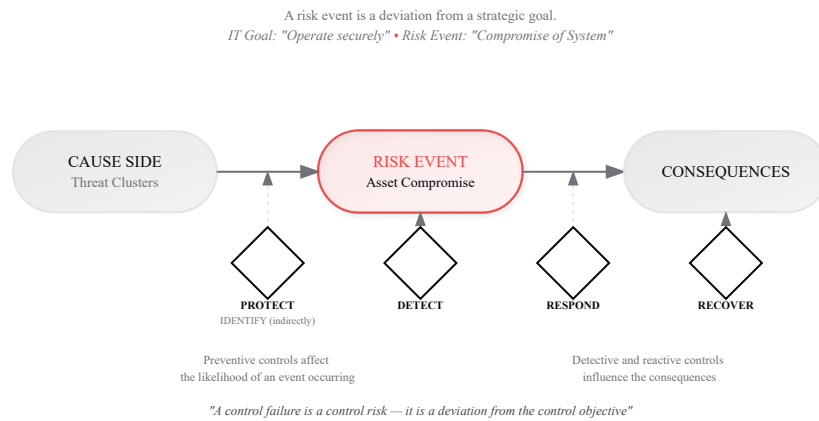 A risk event is a deviation from a strategic goal.
IT Goal: "Operate securely" • Risk Event: "Compromise of System"
CAUSE SIDE
Threat Clusters
RISK EVENT
Asset Compromise
CONSEQUENCES
PROTECT
IDENTIFY (indirectly)
DETECT
RESPOND
RECOVER
Preventive controls affect
the likelihood of an event occurring
Detective and reactive controls
influence the consequences
"A control failure is a control risk — it is a deviation from the control objective"